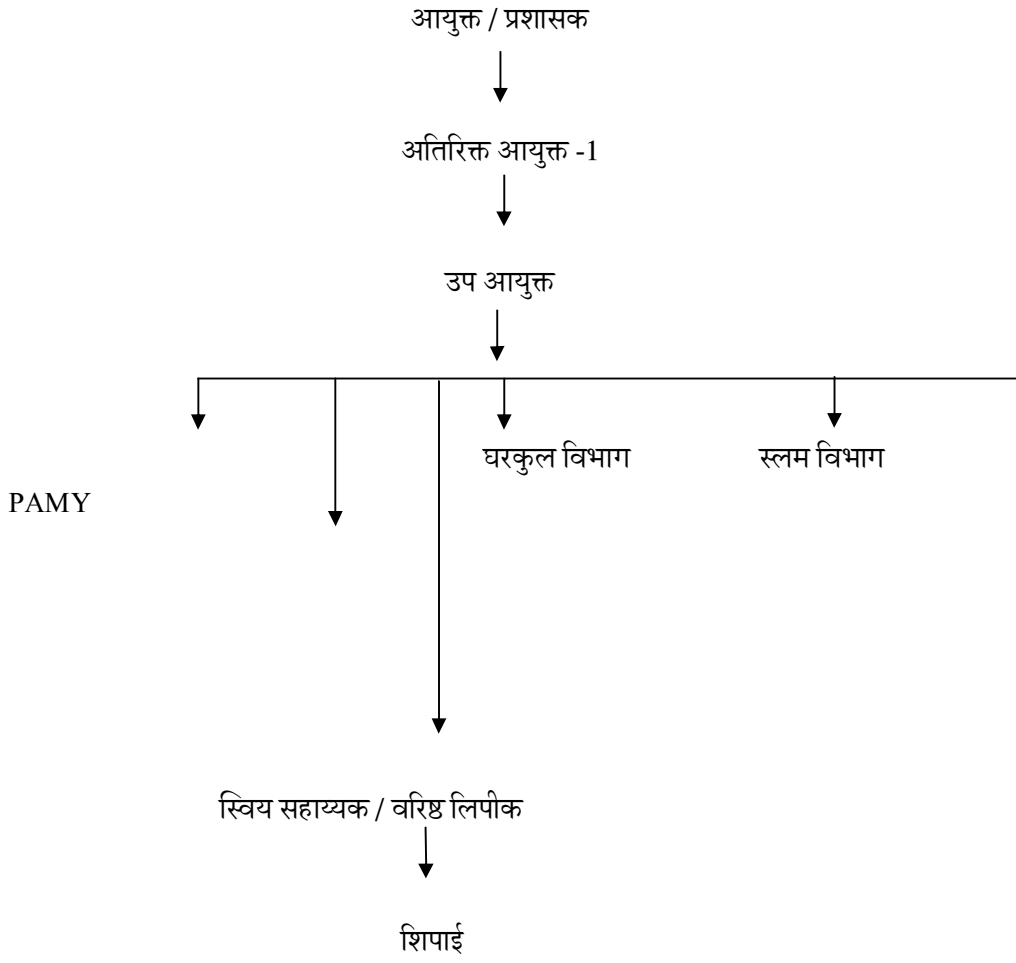 आयुक्त / प्रशासक
अतिरिक्त आयुक्त -1
उप आयुक्त
घरकुल विभाग स्लम विभाग
PAMY
स्विय सहाय्यक / वरिष्ठ लिपीक
शिपाई